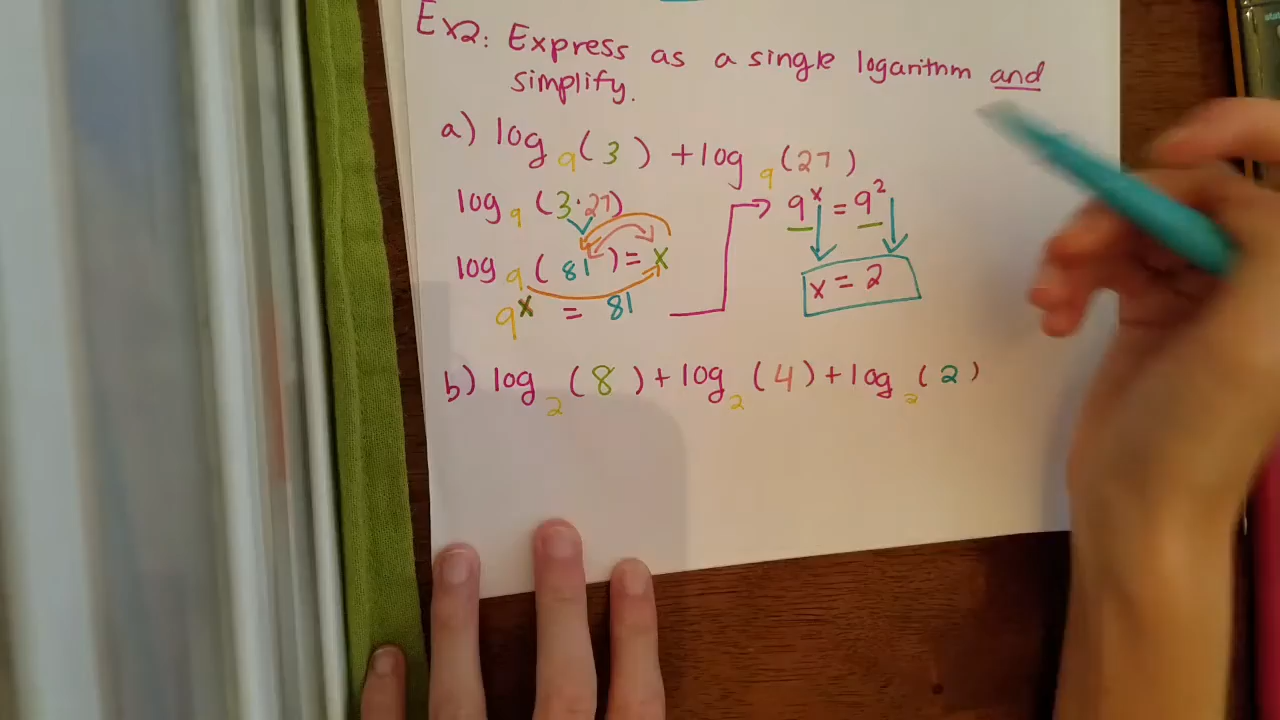 Ex2: Express as a single logarithm and
simplify.
a) log₉(3) + log₉(27)
log₉(3·27)
log₉(81) = x
9ˣ = 81
9ˣ = 9²
x = 2
b) log₂(8) + log₂(4) + log₂(2)